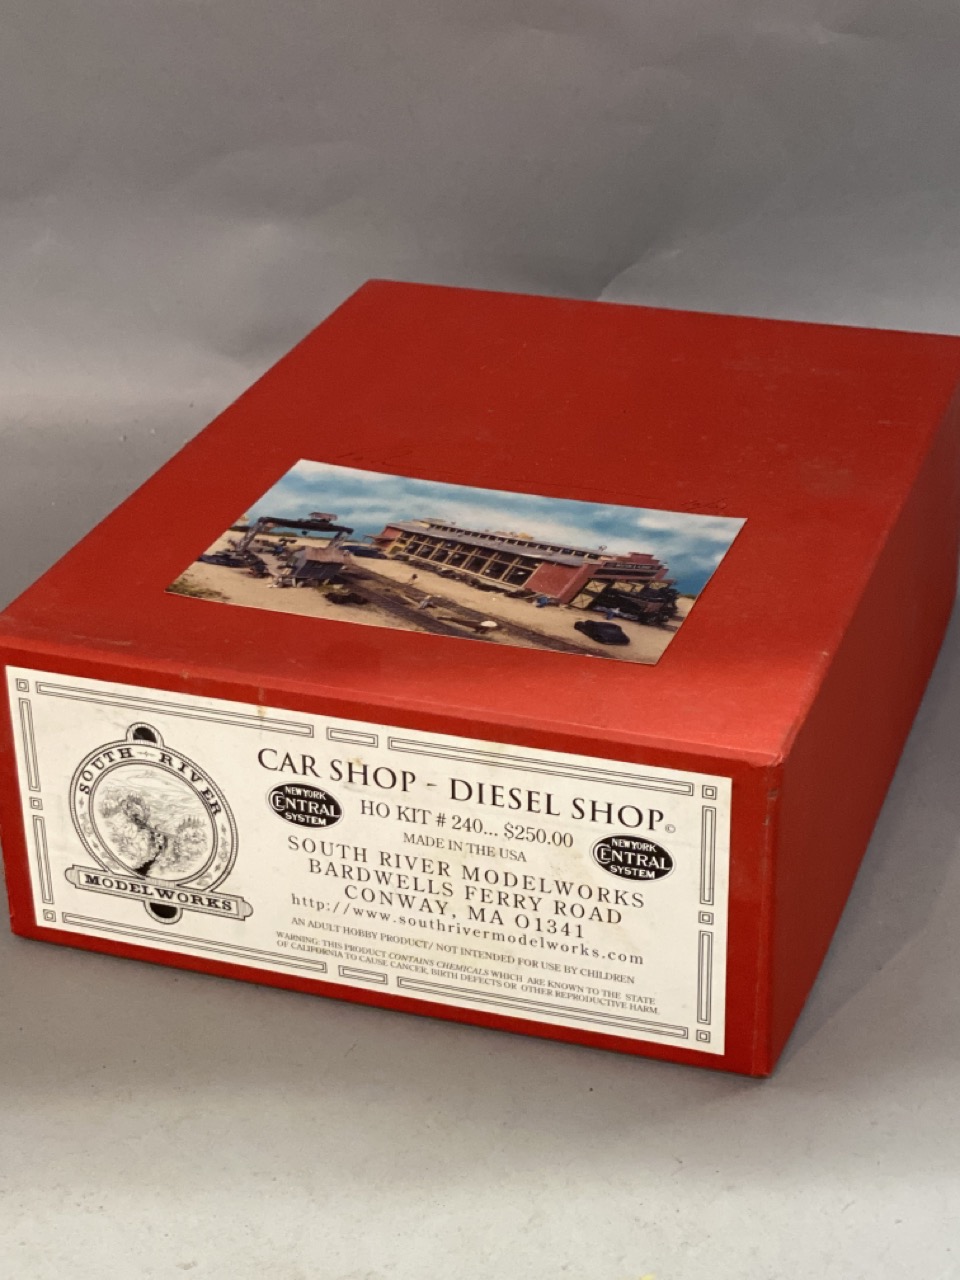 SOUTH RIVER
MODELWORKS
CAR SHOP - DIESEL SHOP©
NEW YORK
CENTRAL
SYSTEM
HO KIT # 240... $250.00
NEW YORK
CENTRAL
SYSTEM
MADE IN THE USA
SOUTH RIVER MODELWORKS
BARDWELLS FERRY ROAD
CONWAY, MA 01341
http://www.southrivermodelworks.com
AN ADULT HOBBY PRODUCT/ NOT INTENDED FOR USE BY CHILDREN
WARNING: THIS PRODUCT CONTAINS CHEMICALS WHICH ARE KNOWN TO THE STATE
OF CALIFORNIA TO CAUSE CANCER, BIRTH DEFECTS OR OTHER REPRODUCTIVE HARM.